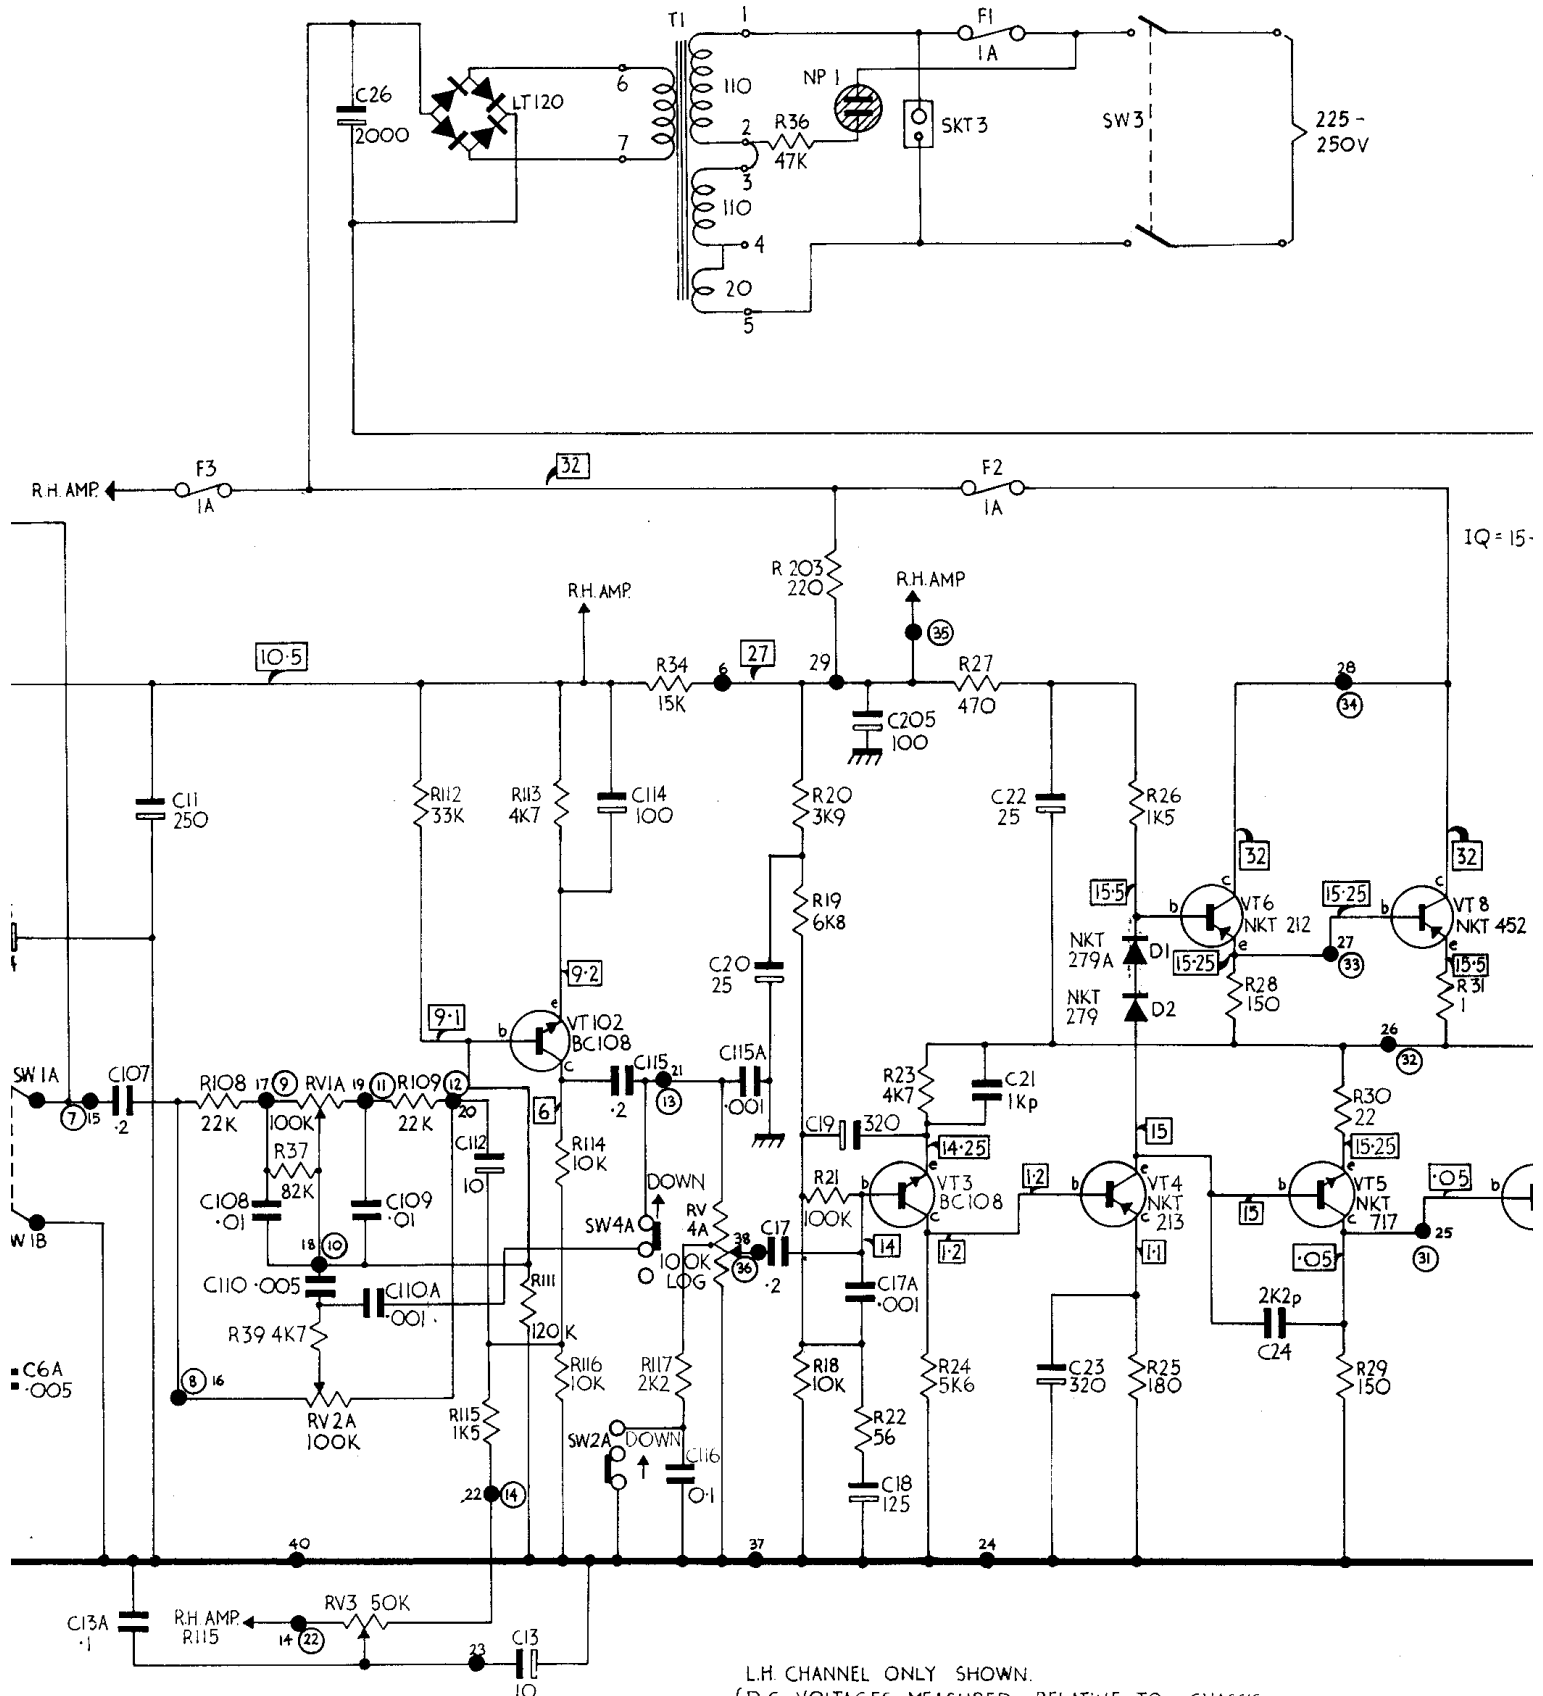 T1
1
F1
1A
110
NP 1
C26
2000
LT120
6
7
2
R36
47K
SKT 3
SW3
225 -
250V
3
110
4
20
5
F3
1A
R.H. AMP.
32
F2
1A
IQ = 15-
R 203
220
R.H. AMP.
R.H. AMP
35
10.5
R34
15K
6
27
29
R27
470
28
34
C205
100
C11
250
R112
33K
R113
4K7
C114
100
R20
3K9
C22
25
R26
1K5
32
32
R19
6K8
15.5
c
b
VT6
NKT 212
e
15.25
15.25
c
b
VT 8
NKT 452
e
27
33
NKT
279A
D1
NKT
279
D2
R28
150
15.5
R31
1
C20
25
9.2
9.1
e
b
VT102
BC108
c
26
32
SW 1A
7
15
C107
.2
R108
22K
17
9
RV1A
100K
19
11
R109
22K
12
20
C115
.2
21
13
C115A
.001
R23
4K7
C21
1Kp
R30
22
R37
82K
C108
.01
C109
.01
C112
10
6
R114
10K
C19
320
14.25
15
15.25
DOWN
SW4A
RV
4A
100K
LOG
R21
100K
e
b
VT3
BC108
c
1.2
1.2
e
b
VT4
NKT
213
c
1.1
15
e
b
VT5
NKT
717
c
.05
.05
25
31
W 1B
18
10
C110 .005
C110A
.001
R39 4K7
R111
120K
38
36
C17
.2
14
C17A
.001
2K2p
C24
C6A
.005
8
16
RV2A
100K
R115
1K5
R116
10K
R117
2K2
R18
10K
R24
5K6
C23
320
R25
180
R29
150
SW2A
DOWN
C116
0.1
R22
56
C18
125
22
14
40
37
24
C13A
.1
R.H. AMP.
R115
14
22
RV3 50K
23
C13
10
L.H. CHANNEL ONLY SHOWN.
(D.C. VOLTAGES MEASURED RELATIVE TO CHASSIS